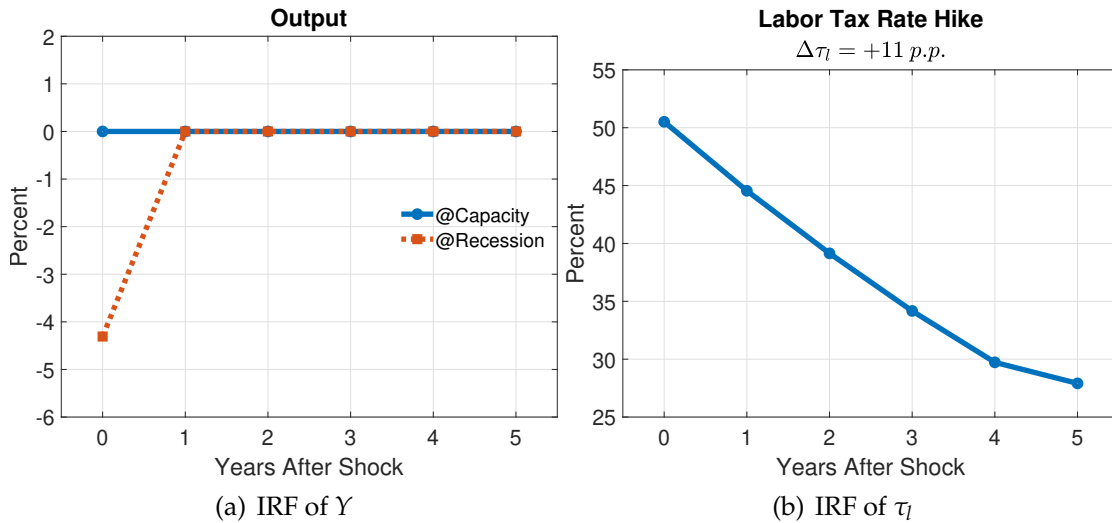 Output
2
1
0
-1
-2
-3
-4
-5
-6
Percent
@Capacity
@Recession
0 1 2 3 4 5
Years After Shock
(a) IRF of Y
Labor Tax Rate Hike
Δτ_l = +11 p.p.
55
50
45
40
35
30
25
Percent
0 1 2 3 4 5
Years After Shock
(b) IRF of τ_l